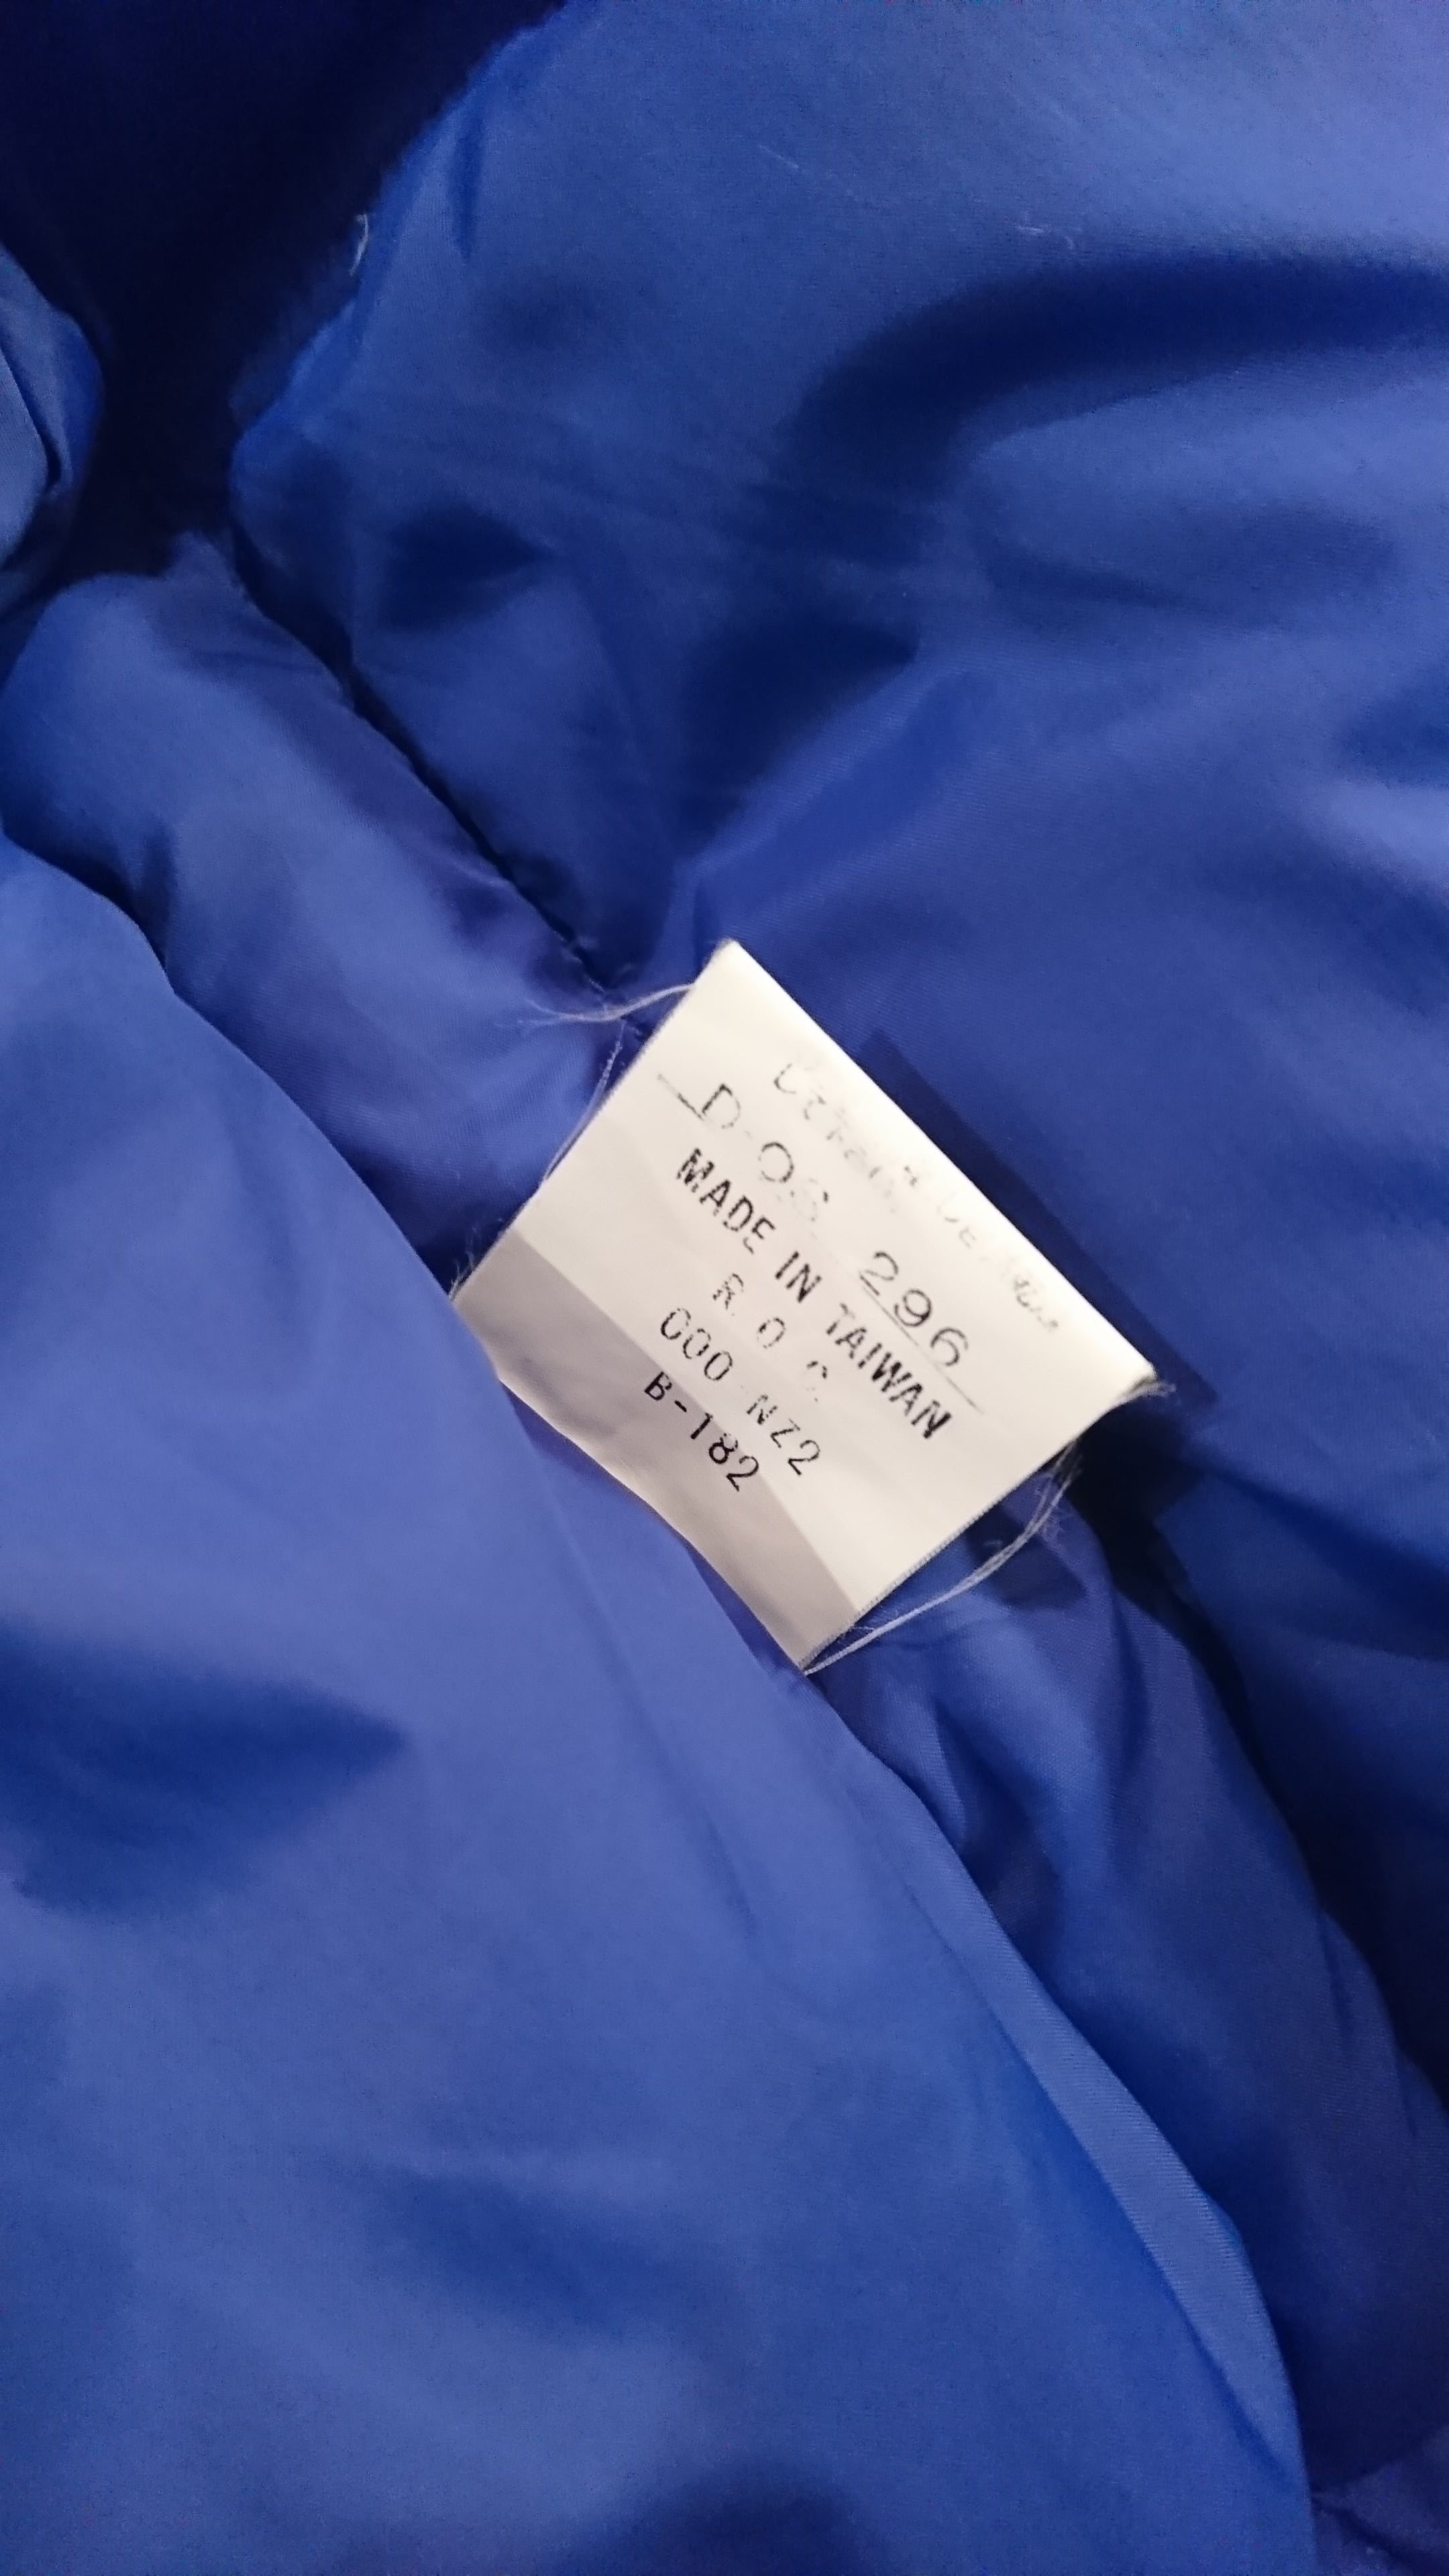 D-OS 296
MADE IN TAIWAN
R. O. C.
000 NZ2
B-182